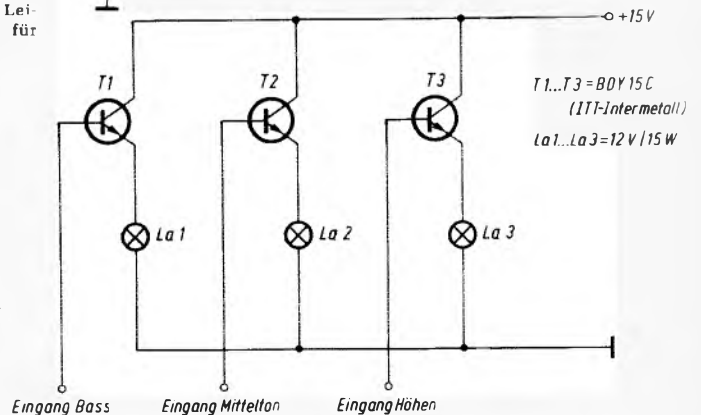 Lei-
für
+15V
T1
T2
T3
T1...T3 = BDY 15 C
(ITT-Intermetall)
La1...La3 = 12 V / 15 W
La 1
La 2
La 3
Eingang Bass
Eingang Mittelton
Eingang Höhen